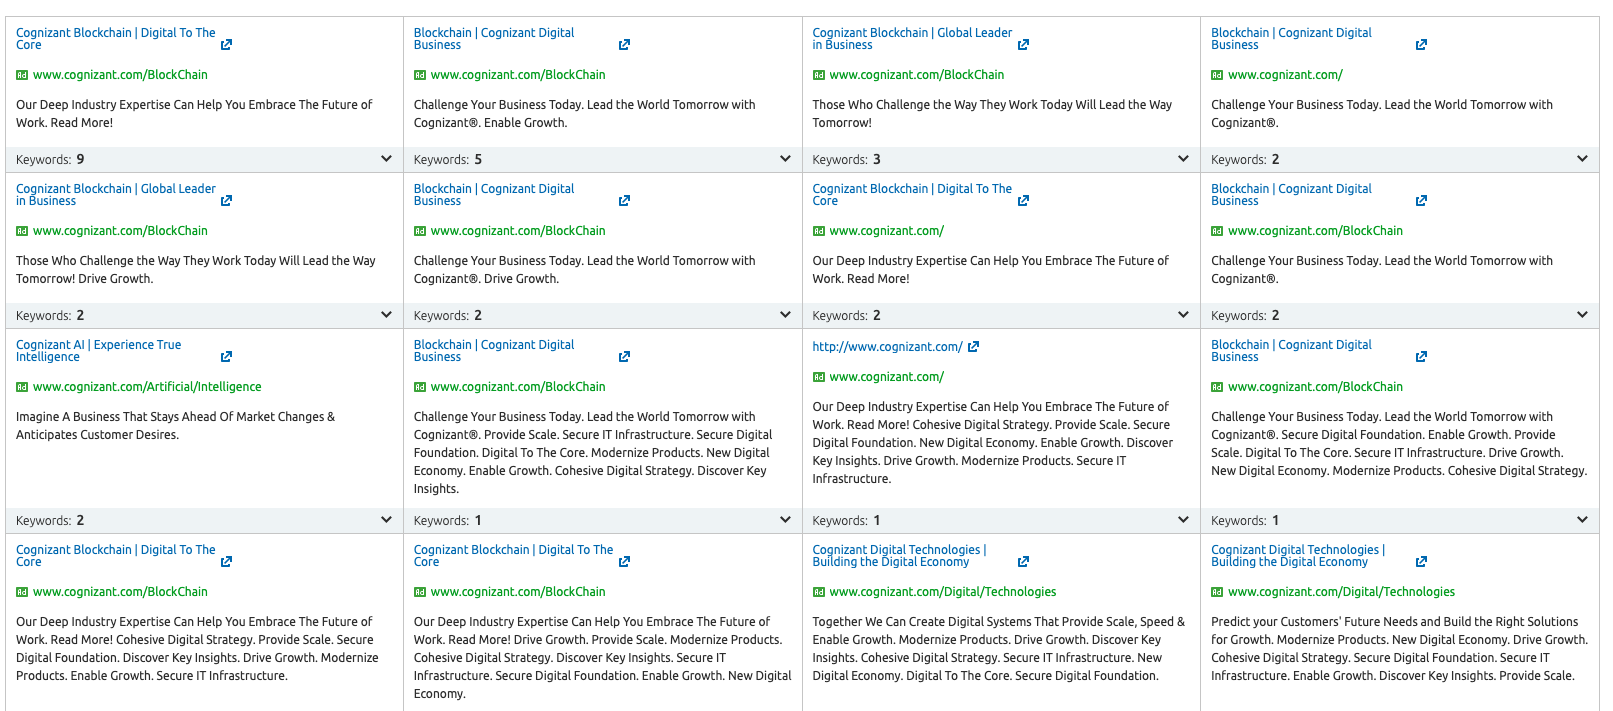 Cognizant Blockchain | Digital To The
Core
Ad www.cognizant.com/BlockChain
Our Deep Industry Expertise Can Help You Embrace The Future of
Work. Read More!
Keywords: 9
Blockchain | Cognizant Digital
Business
Ad www.cognizant.com/BlockChain
Challenge Your Business Today. Lead the World Tomorrow with
Cognizant®. Enable Growth.
Keywords: 5
Cognizant Blockchain | Global Leader
in Business
Ad www.cognizant.com/BlockChain
Those Who Challenge the Way They Work Today Will Lead the Way
Tomorrow!
Keywords: 3
Blockchain | Cognizant Digital
Business
Ad www.cognizant.com/
Challenge Your Business Today. Lead the World Tomorrow with
Cognizant®.
Keywords: 2
Cognizant Blockchain | Global Leader
in Business
Ad www.cognizant.com/BlockChain
Those Who Challenge the Way They Work Today Will Lead the Way
Tomorrow! Drive Growth.
Keywords: 2
Blockchain | Cognizant Digital
Business
Ad www.cognizant.com/BlockChain
Challenge Your Business Today. Lead the World Tomorrow with
Cognizant®. Drive Growth.
Keywords: 2
Cognizant Blockchain | Digital To The
Core
Ad www.cognizant.com/
Our Deep Industry Expertise Can Help You Embrace The Future of
Work. Read More!
Keywords: 2
Blockchain | Cognizant Digital
Business
Ad www.cognizant.com/BlockChain
Challenge Your Business Today. Lead the World Tomorrow with
Cognizant®.
Keywords: 2
Cognizant AI | Experience True
Intelligence
Ad www.cognizant.com/Artificial/Intelligence
Imagine A Business That Stays Ahead Of Market Changes &
Anticipates Customer Desires.
Keywords: 2
Blockchain | Cognizant Digital
Business
Ad www.cognizant.com/BlockChain
Challenge Your Business Today. Lead the World Tomorrow with
Cognizant®. Provide Scale. Secure IT Infrastructure. Secure Digital
Foundation. Digital To The Core. Modernize Products. New Digital
Economy. Enable Growth. Cohesive Digital Strategy. Discover Key
Insights.
Keywords: 1
http://www.cognizant.com/
Ad www.cognizant.com/
Our Deep Industry Expertise Can Help You Embrace The Future of
Work. Read More! Cohesive Digital Strategy. Provide Scale. Secure
Digital Foundation. New Digital Economy. Enable Growth. Discover
Key Insights. Drive Growth. Modernize Products. Secure IT
Infrastructure.
Keywords: 1
Blockchain | Cognizant Digital
Business
Ad www.cognizant.com/BlockChain
Challenge Your Business Today. Lead the World Tomorrow with
Cognizant®. Secure Digital Foundation. Enable Growth. Provide
Scale. Digital To The Core. Secure IT Infrastructure. Drive Growth.
New Digital Economy. Modernize Products. Cohesive Digital Strategy.
Keywords: 1
Cognizant Blockchain | Digital To The
Core
Ad www.cognizant.com/BlockChain
Our Deep Industry Expertise Can Help You Embrace The Future of
Work. Read More! Cohesive Digital Strategy. Provide Scale. Secure
Digital Foundation. Discover Key Insights. Drive Growth. Modernize
Products. Enable Growth. Secure IT Infrastructure.
Cognizant Blockchain | Digital To The
Core
Ad www.cognizant.com/BlockChain
Our Deep Industry Expertise Can Help You Embrace The Future of
Work. Read More! Drive Growth. Provide Scale. Modernize Products.
Cohesive Digital Strategy. Discover Key Insights. Secure IT
Infrastructure. Secure Digital Foundation. Enable Growth. New Digital
Economy.
Cognizant Digital Technologies |
Building the Digital Economy
Ad www.cognizant.com/Digital/Technologies
Together We Can Create Digital Systems That Provide Scale, Speed &
Enable Growth. Modernize Products. Drive Growth. Discover Key
Insights. Cohesive Digital Strategy. Secure IT Infrastructure. New
Digital Economy. Digital To The Core. Secure Digital Foundation.
Cognizant Digital Technologies |
Building the Digital Economy
Ad www.cognizant.com/Digital/Technologies
Predict your Customers' Future Needs and Build the Right Solutions
for Growth. Modernize Products. New Digital Economy. Drive Growth.
Cohesive Digital Strategy. Secure Digital Foundation. Secure IT
Infrastructure. Enable Growth. Discover Key Insights. Provide Scale.